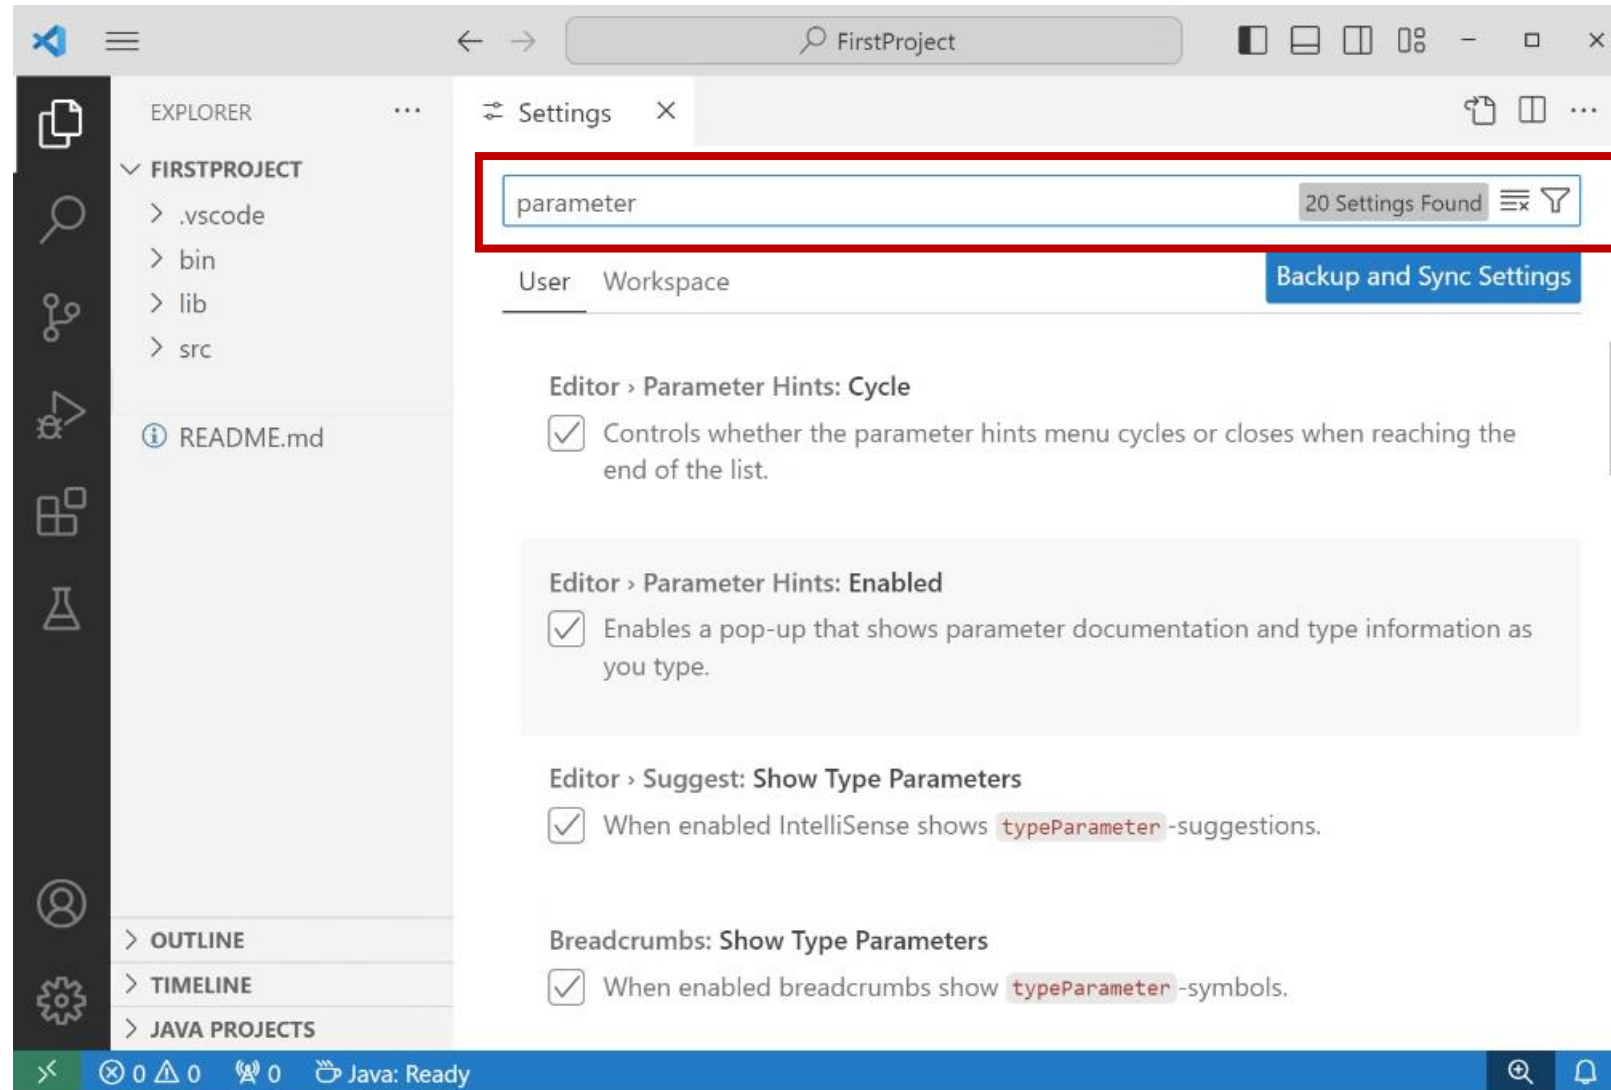 FirstProject
EXPLORER
Settings
FIRSTPROJECT
.vscode
bin
lib
src
README.md
OUTLINE
TIMELINE
JAVA PROJECTS
parameter
20 Settings Found
User Workspace
Backup and Sync Settings
Editor › Parameter Hints: Cycle
Controls whether the parameter hints menu cycles or closes when reaching the
end of the list.
Editor › Parameter Hints: Enabled
Enables a pop-up that shows parameter documentation and type information as
you type.
Editor › Suggest: Show Type Parameters
When enabled IntelliSense shows typeParameter -suggestions.
Breadcrumbs: Show Type Parameters
When enabled breadcrumbs show typeParameter -symbols.
0 0 0 Java: Ready